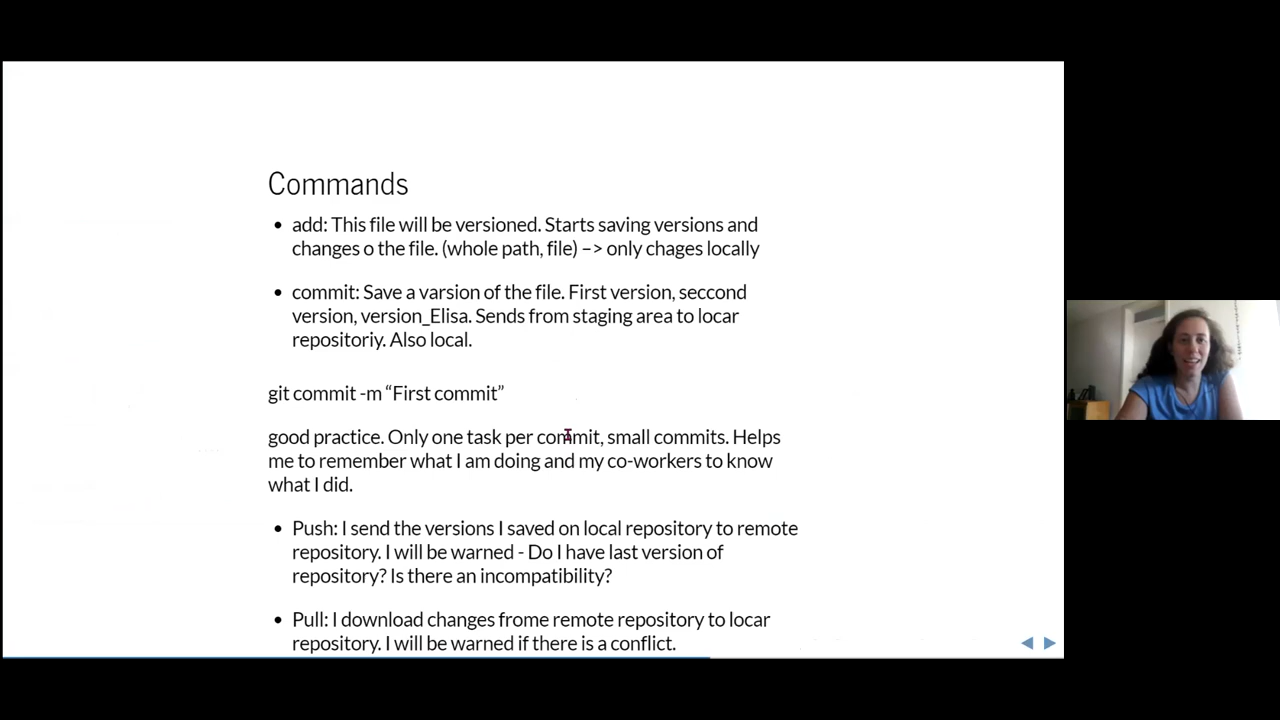 Commands
• add: This file will be versioned. Starts saving versions and
changes o the file. (whole path, file) –> only chages locally
• commit: Save a varsion of the file. First version, seccond
version, version_Elisa. Sends from staging area to locar
repositoriy. Also local.
git commit -m “First commit”
good practice. Only one task per commit, small commits. Helps
me to remember what I am doing and my co-workers to know
what I did.
• Push: I send the versions I saved on local repository to remote
repository. I will be warned - Do I have last version of
repository? Is there an incompatibility?
• Pull: I download changes frome remote repository to locar
repository. I will be warned if there is a conflict.